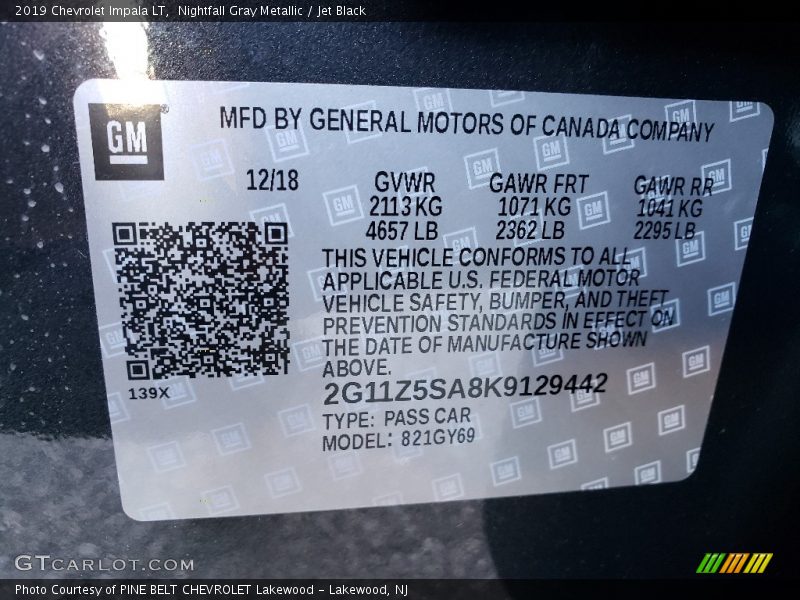 2019 Chevrolet Impala LT,  Nightfall Gray Metallic / Jet Black
GM
MFD BY GENERAL MOTORS OF CANADA COMPANY
12/18 GVWR GAWR FRT GAWR RR
2113 KG 1071 KG 1041 KG
4657 LB 2362 LB 2295 LB
THIS VEHICLE CONFORMS TO ALL
APPLICABLE U.S. FEDERAL MOTOR
VEHICLE SAFETY, BUMPER, AND THEFT
PREVENTION STANDARDS IN EFFECT ON
THE DATE OF MANUFACTURE SHOWN
ABOVE.
139X
2G11Z5SA8K9129442
TYPE: PASS CAR
MODEL: 821GY69
GTCARLOT.COM
Photo Courtesy of PINE BELT CHEVROLET Lakewood - Lakewood, NJ